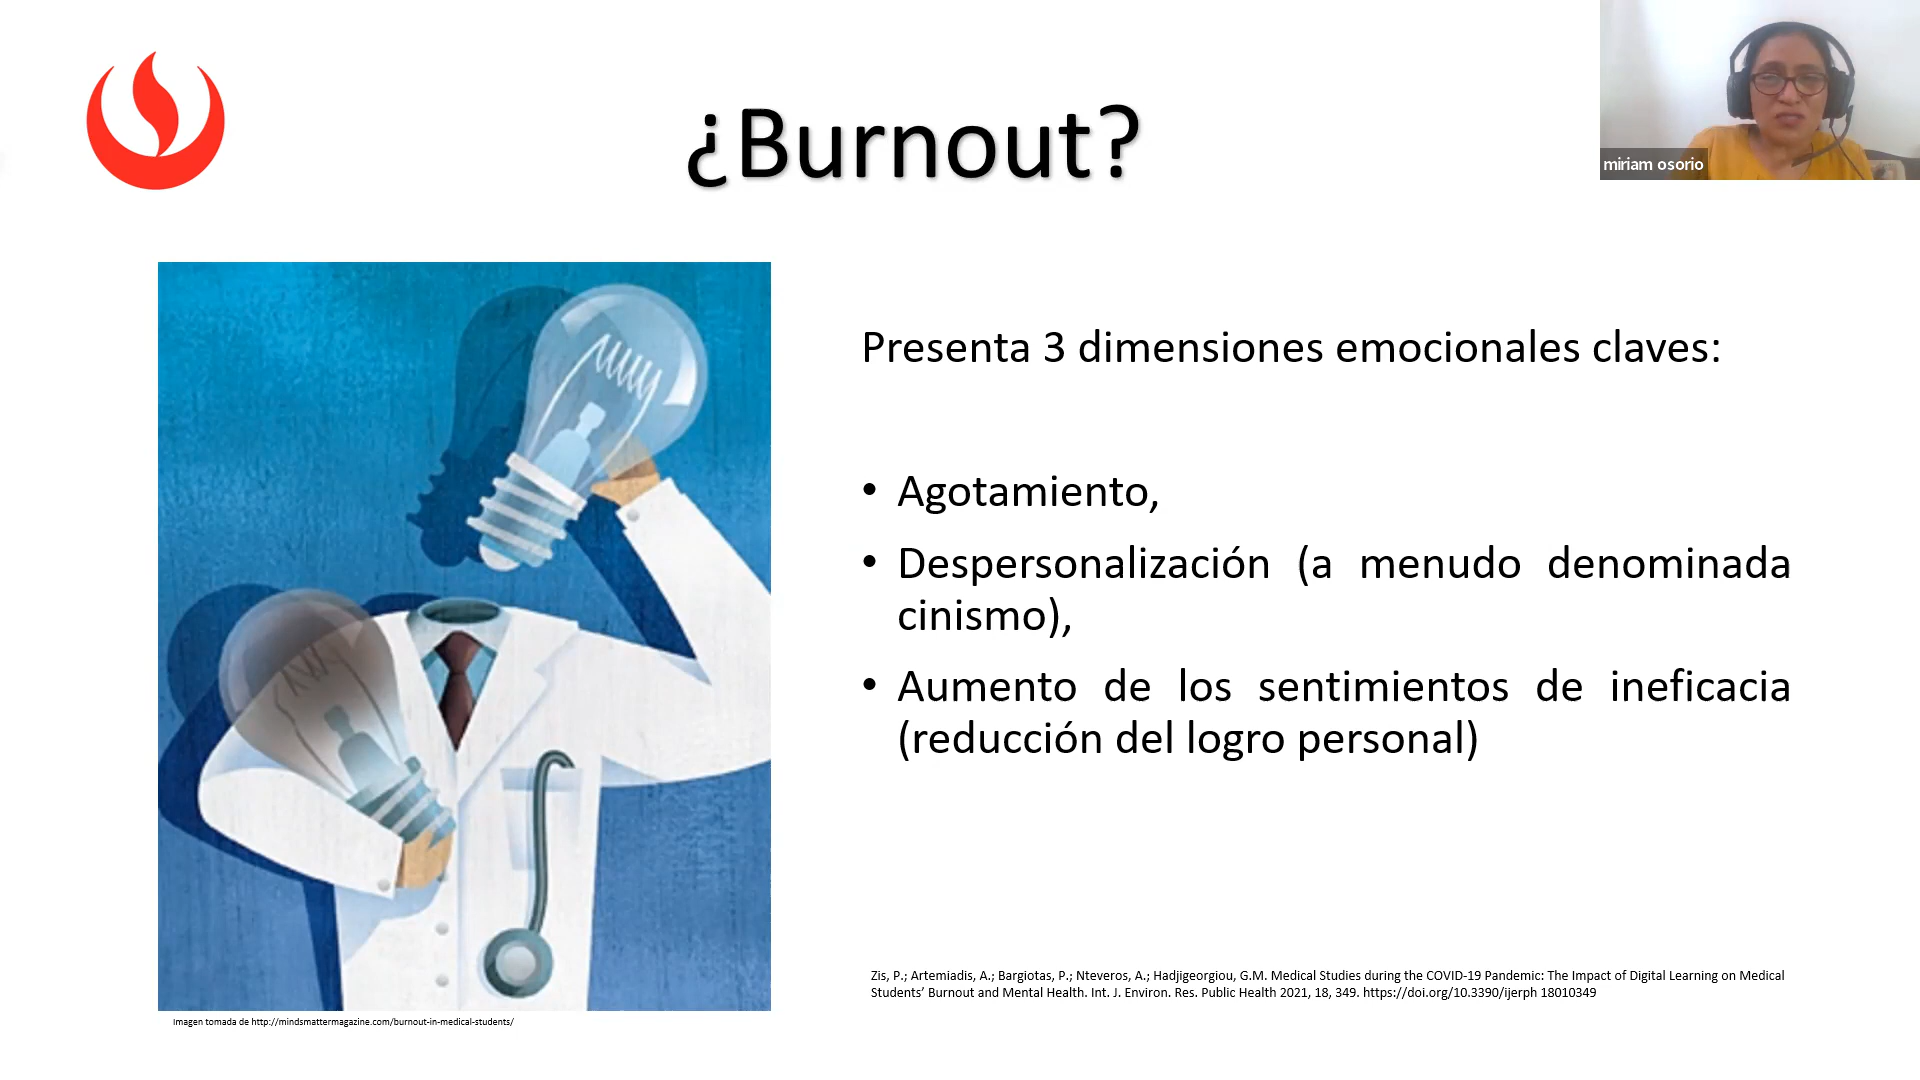 ¿Burnout?
miriam osorio
Presenta 3 dimensiones emocionales claves:
• Agotamiento,
• Despersonalización (a menudo denominada
cinismo),
• Aumento de los sentimientos de ineficacia
(reducción del logro personal)
Zis, P.; Artemiadis, A.; Bargiotas, P.; Nteveros, A.; Hadjigeorgiou, G.M. Medical Studies during the COVID-19 Pandemic: The Impact of Digital Learning on Medical
Students’ Burnout and Mental Health. Int. J. Environ. Res. Public Health 2021, 18, 349. https://doi.org/10.3390/ijerph 18010349
Imagen tomada de http://mindsmattermagazine.com/burnout-in-medical-students/